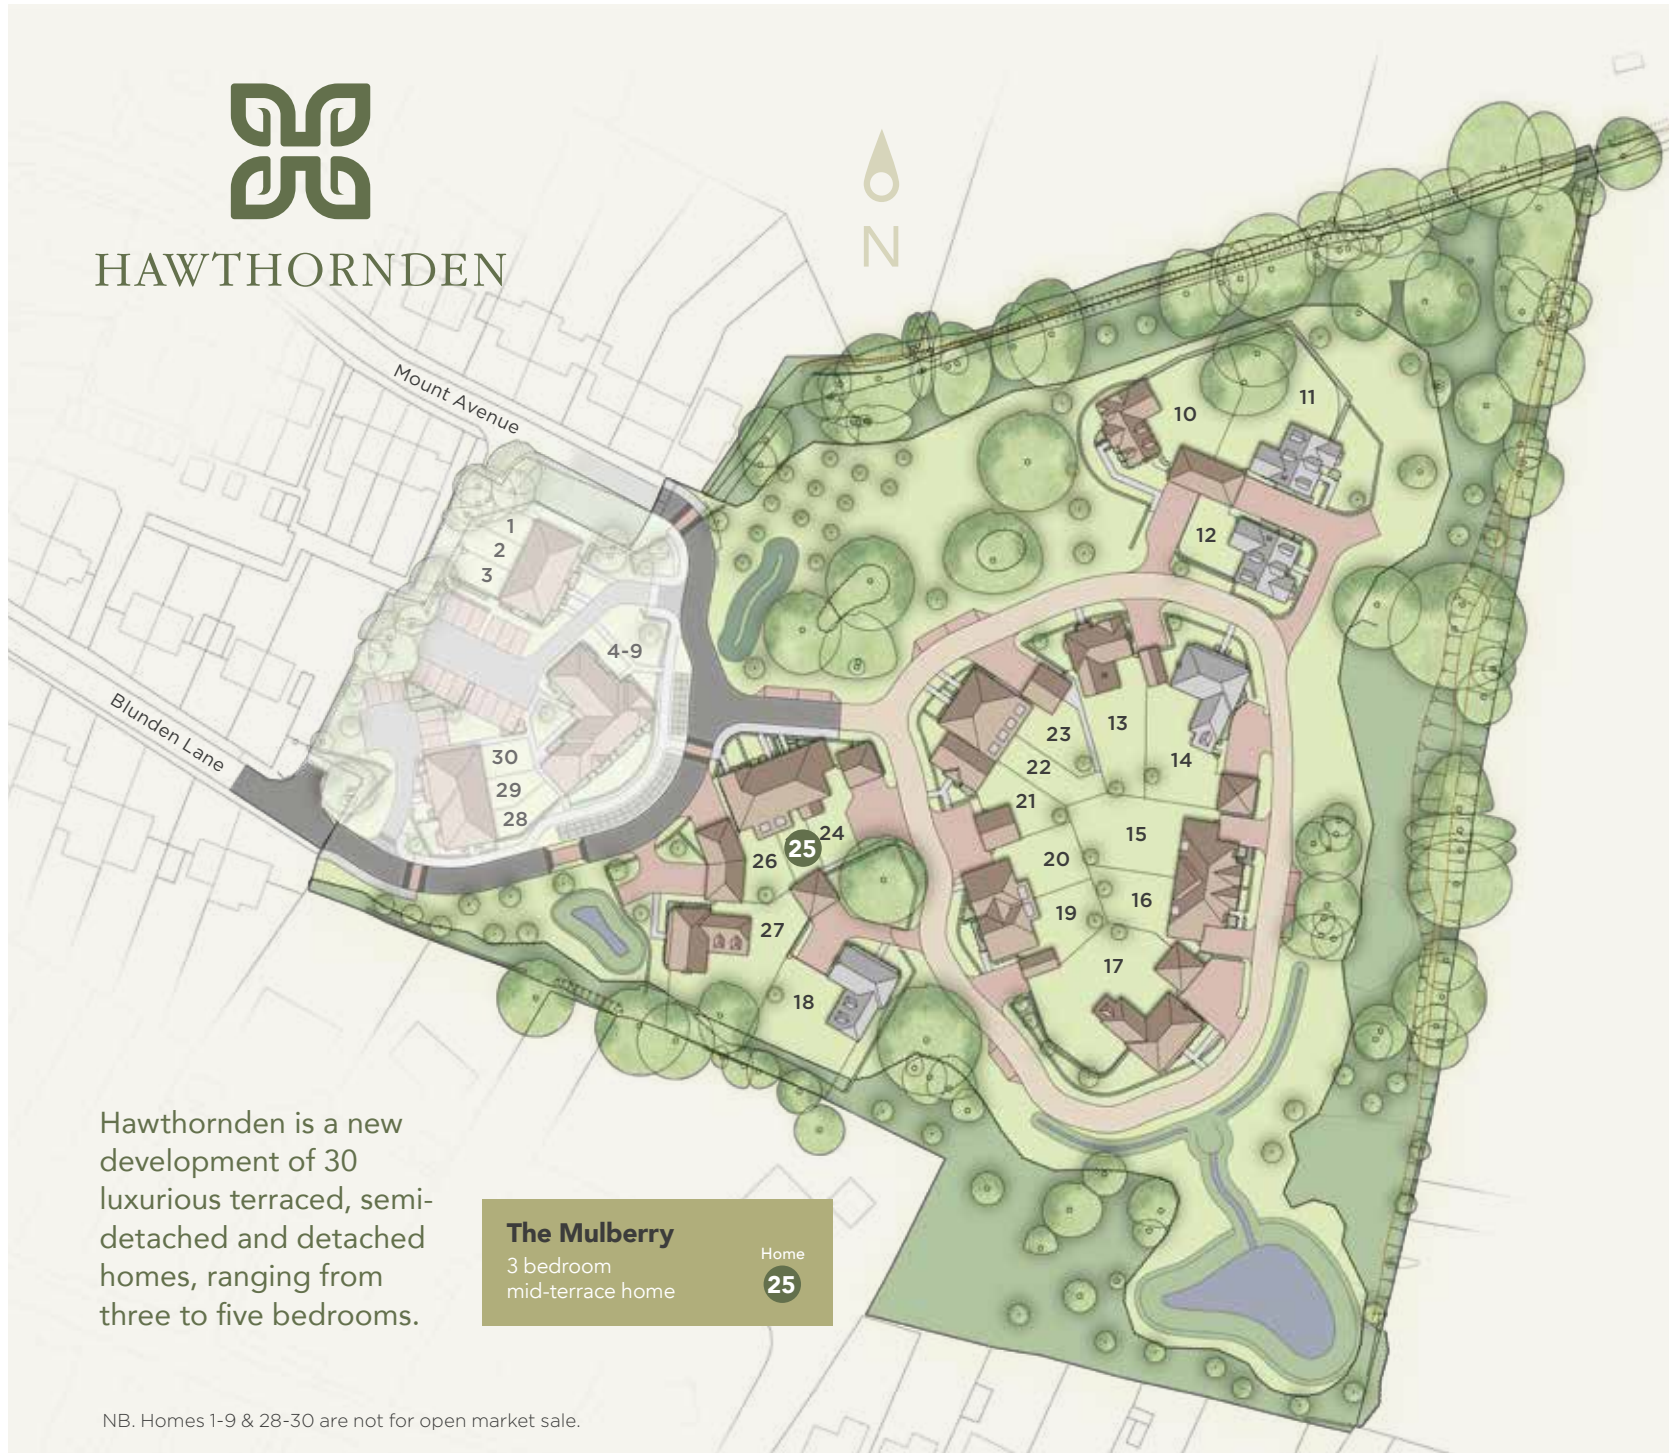 HAWTHORNDEN
N
Mount Avenue
Blunden Lane
1
2
3
4-9
30
29
28
10
11
12
13
14
23
22
21
15
20
16
19
17
24
25
26
27
18
Hawthornden is a new
development of 30
luxurious terraced, semi-
detached and detached
homes, ranging from
three to five bedrooms.
The Mulberry
3 bedroom
mid-terrace home
Home
25
NB. Homes 1-9 & 28-30 are not for open market sale.